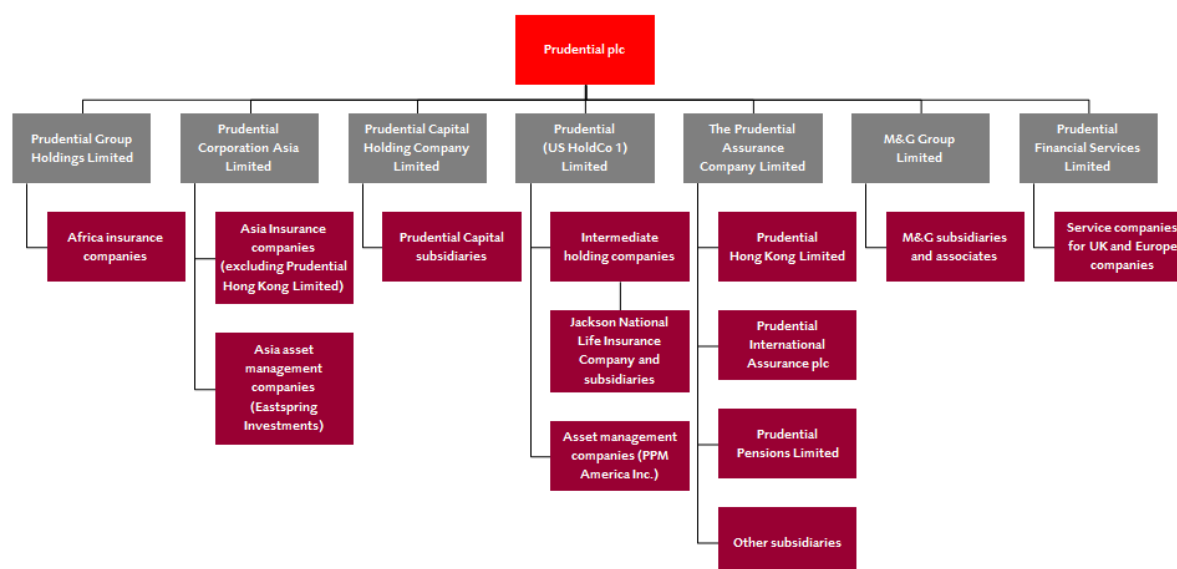 Prudential plc
Prudential Group
Holdings Limited
Prudential
Corporation Asia
Limited
Prudential Capital
Holding Company
Limited
Prudential
(US HoldCo 1)
Limited
The Prudential
Assurance
Company Limited
M&G Group
Limited
Prudential
Financial Services
Limited
Africa insurance
companies
Asia Insurance
companies
(excluding Prudential
Hong Kong Limited)
Asia asset
management
companies
(Eastspring
Investments)
Prudential Capital
subsidiaries
Intermediate
holding companies
Jackson National
Life Insurance
Company and
subsidiaries
Asset management
companies (PPM
America Inc.)
Prudential
Hong Kong Limited
Prudential
International
Assurance plc
Prudential
Pensions Limited
Other subsidiaries
M&G subsidiaries
and associates
Service companies
for UK and Europe
companies